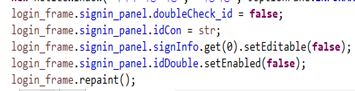 login_frame.signin_panel.doubleCheck_id = false;
login_frame.signin_panel.idCon = str;
login_frame.signin_panel.signInfo.get(0).setEditable(false);
login_frame.signin_panel.idDouble.setEnabled(false);
login_frame.repaint();